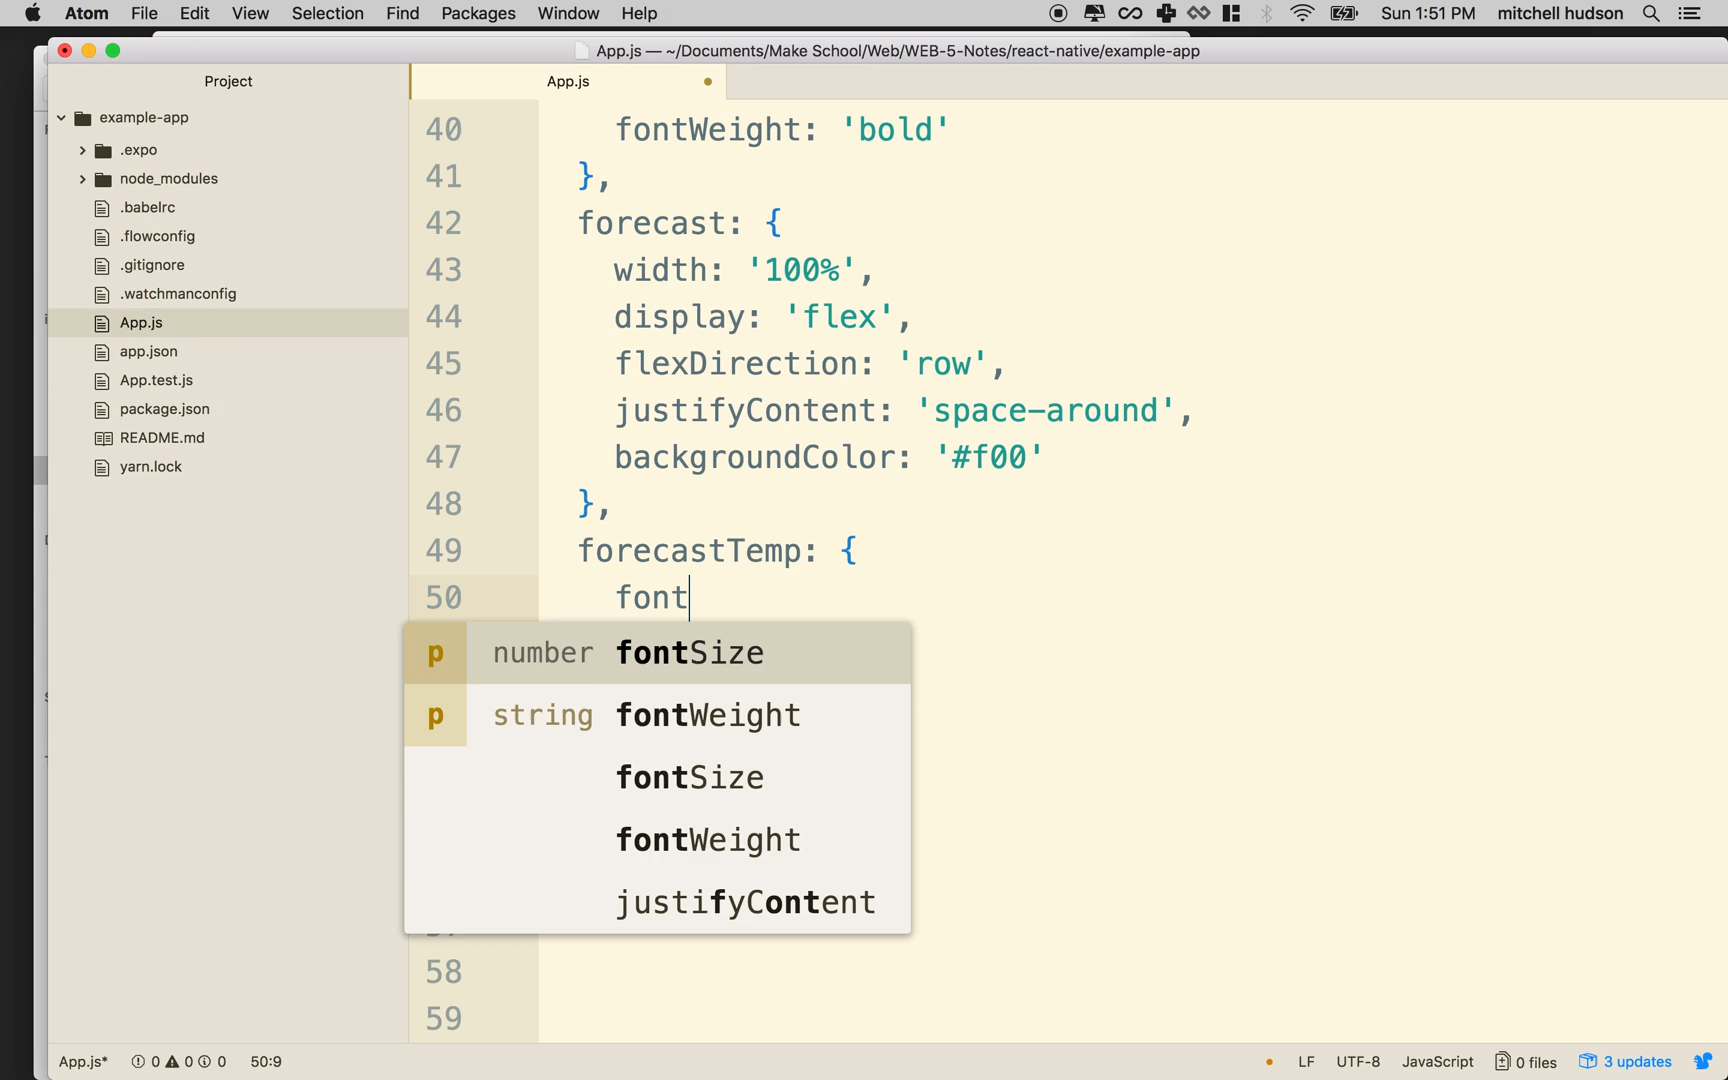 Atom File Edit View Selection Find Packages Window Help Sun 1:51 PM mitchell hudson
App.js — ~/Documents/Make School/Web/WEB-5-Notes/react-native/example-app
Project
App.js
example-app
.expo
node_modules
.babelrc
.flowconfig
.gitignore
.watchmanconfig
App.js
app.json
App.test.js
package.json
README.md
yarn.lock
40 fontWeight: 'bold'
41 },
42 forecast: {
43 width: '100%',
44 display: 'flex',
45 flexDirection: 'row',
46 justifyContent: 'space-around',
47 backgroundColor: '#f00'
48 },
49 forecastTemp: {
50 font
p number fontSize
p string fontWeight
fontSize
fontWeight
justifyContent
58
59
App.js* 0 0 0 50:9 LF UTF-8 JavaScript 0 files 3 updates